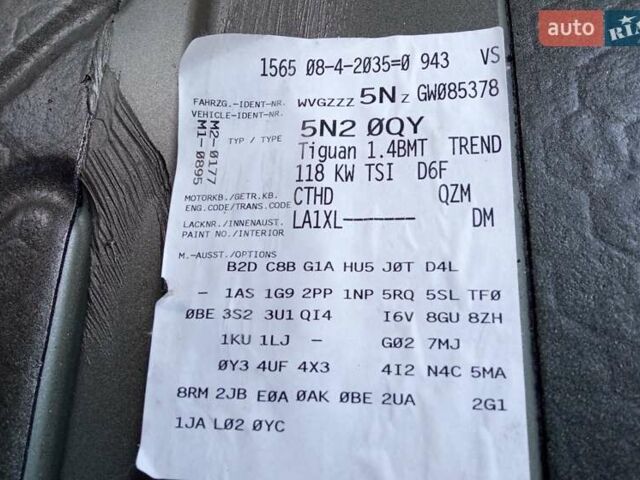 auto RIA
1565 08-4-2035=0 943 VS
FAHRZG.-IDENT-NR. WVGZZZ 5N Z GW085378
VEHICLE-IDENT-NR.
M2-0177
M1-0895
TYP / TYPE 5N2 0QY
Tiguan 1.4BMT TREND
118 KW TSI D6F
MOTORKB./GETR.KB. CTHD QZM
ENG.CODE/TRANS.CODE
LACKNR./INNENAUST. LA1XL------- DM
PAINT NO./INTERIOR
M.-AUSST./OPTIONS
B2D C8B G1A HU5 J0T D4L
- 1AS 1G9 2PP 1NP 5RQ 5SL TF0
0BE 3S2 3U1 QI4 I6V 8GU 8ZH
1KU 1LJ - G02 7MJ
0Y3 4UF 4X3 4I2 N4C 5MA
8RM 2JB E0A 0AK 0BE 2UA 2G1
1JA L02 0YC